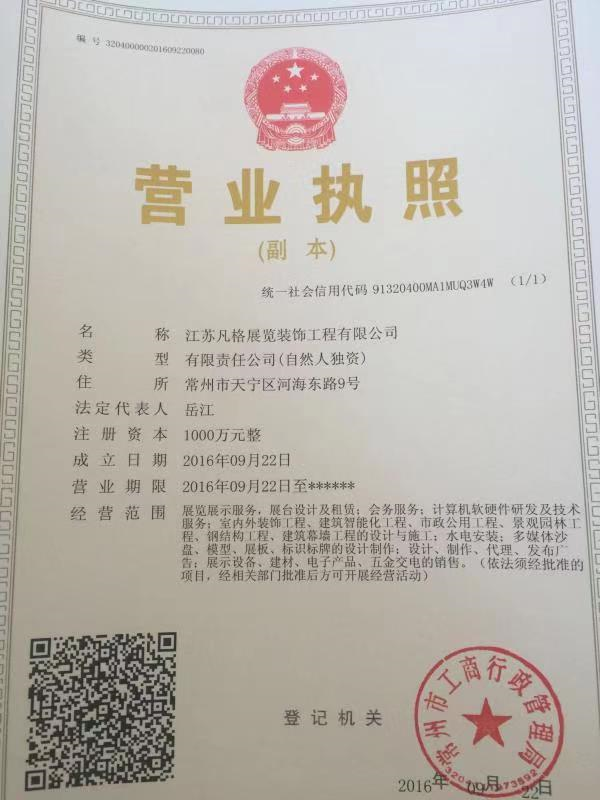 编 号 320400000201609220080
营业执照
(副 本)
统一社会信用代码 91320400MA1MUQ3W4W (1/1)
名 称 江苏凡格展览装饰工程有限公司
类 型 有限责任公司(自然人独资)
住 所 常州市天宁区河海东路9号
法定代表人 岳江
注册资本 1000万元整
成立日期 2016年09月22日
营业期限 2016年09月22日至******
经营范围 展览展示服务，展台设计及租赁；会务服务；计算机软硬件研发及技术
服务；室内外装饰工程、建筑智能化工程、市政公用工程、景观园林工
程、钢结构工程、建筑幕墙工程的设计与施工；水电安装；多媒体沙
盘、模型、展板、标识标牌的设计制作；设计、制作、代理、发布广
告；展示设备、建材、电子产品、五金交电的销售。（依法须经批准的
项目，经相关部门批准后方可开展经营活动）
登记机关
常州市工商行政管理局
2016年 09月 22日